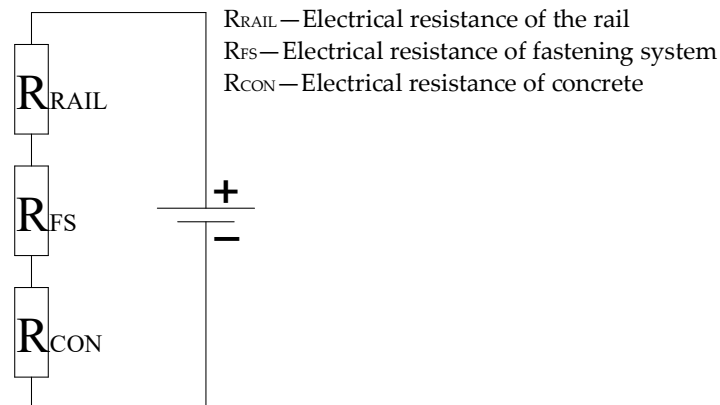 RRAIL—Electrical resistance of the rail
RFS—Electrical resistance of fastening system
RCON—Electrical resistance of concrete
RRAIL
RFS
RCON
+
−